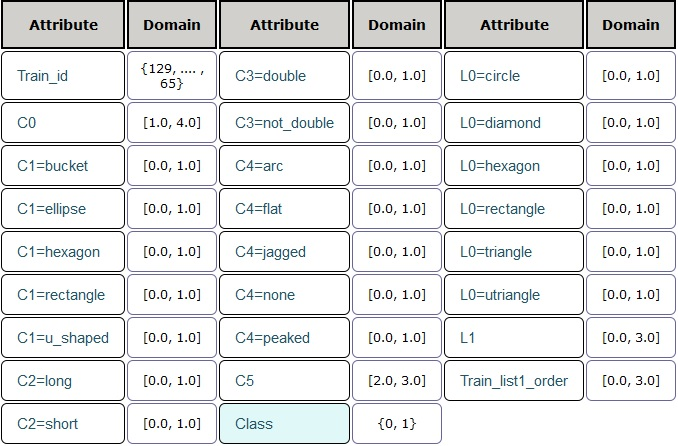 Attribute Domain Attribute Domain Attribute Domain
Train_id {129, .... , 65} C3=double [0.0, 1.0] L0=circle [0.0, 1.0]
C0 [1.0, 4.0] C3=not_double [0.0, 1.0] L0=diamond [0.0, 1.0]
C1=bucket [0.0, 1.0] C4=arc [0.0, 1.0] L0=hexagon [0.0, 1.0]
C1=ellipse [0.0, 1.0] C4=flat [0.0, 1.0] L0=rectangle [0.0, 1.0]
C1=hexagon [0.0, 1.0] C4=jagged [0.0, 1.0] L0=triangle [0.0, 1.0]
C1=rectangle [0.0, 1.0] C4=none [0.0, 1.0] L0=utriangle [0.0, 1.0]
C1=u_shaped [0.0, 1.0] C4=peaked [0.0, 1.0] L1 [0.0, 3.0]
C2=long [0.0, 1.0] C5 [2.0, 3.0] Train_list1_order [0.0, 3.0]
C2=short [0.0, 1.0] Class {0, 1}